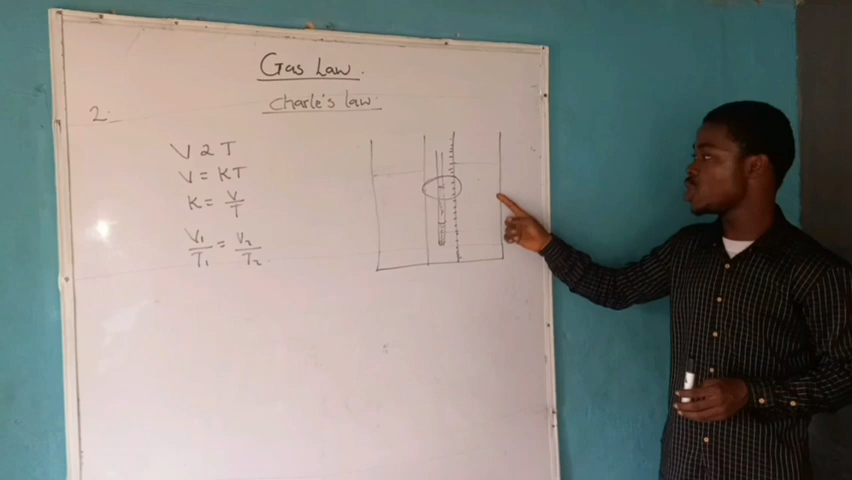 Gas Law.
Charle's law.
2.
V α T
V = KT
K = V/T
V₁/T₁ = V₂/T₂.